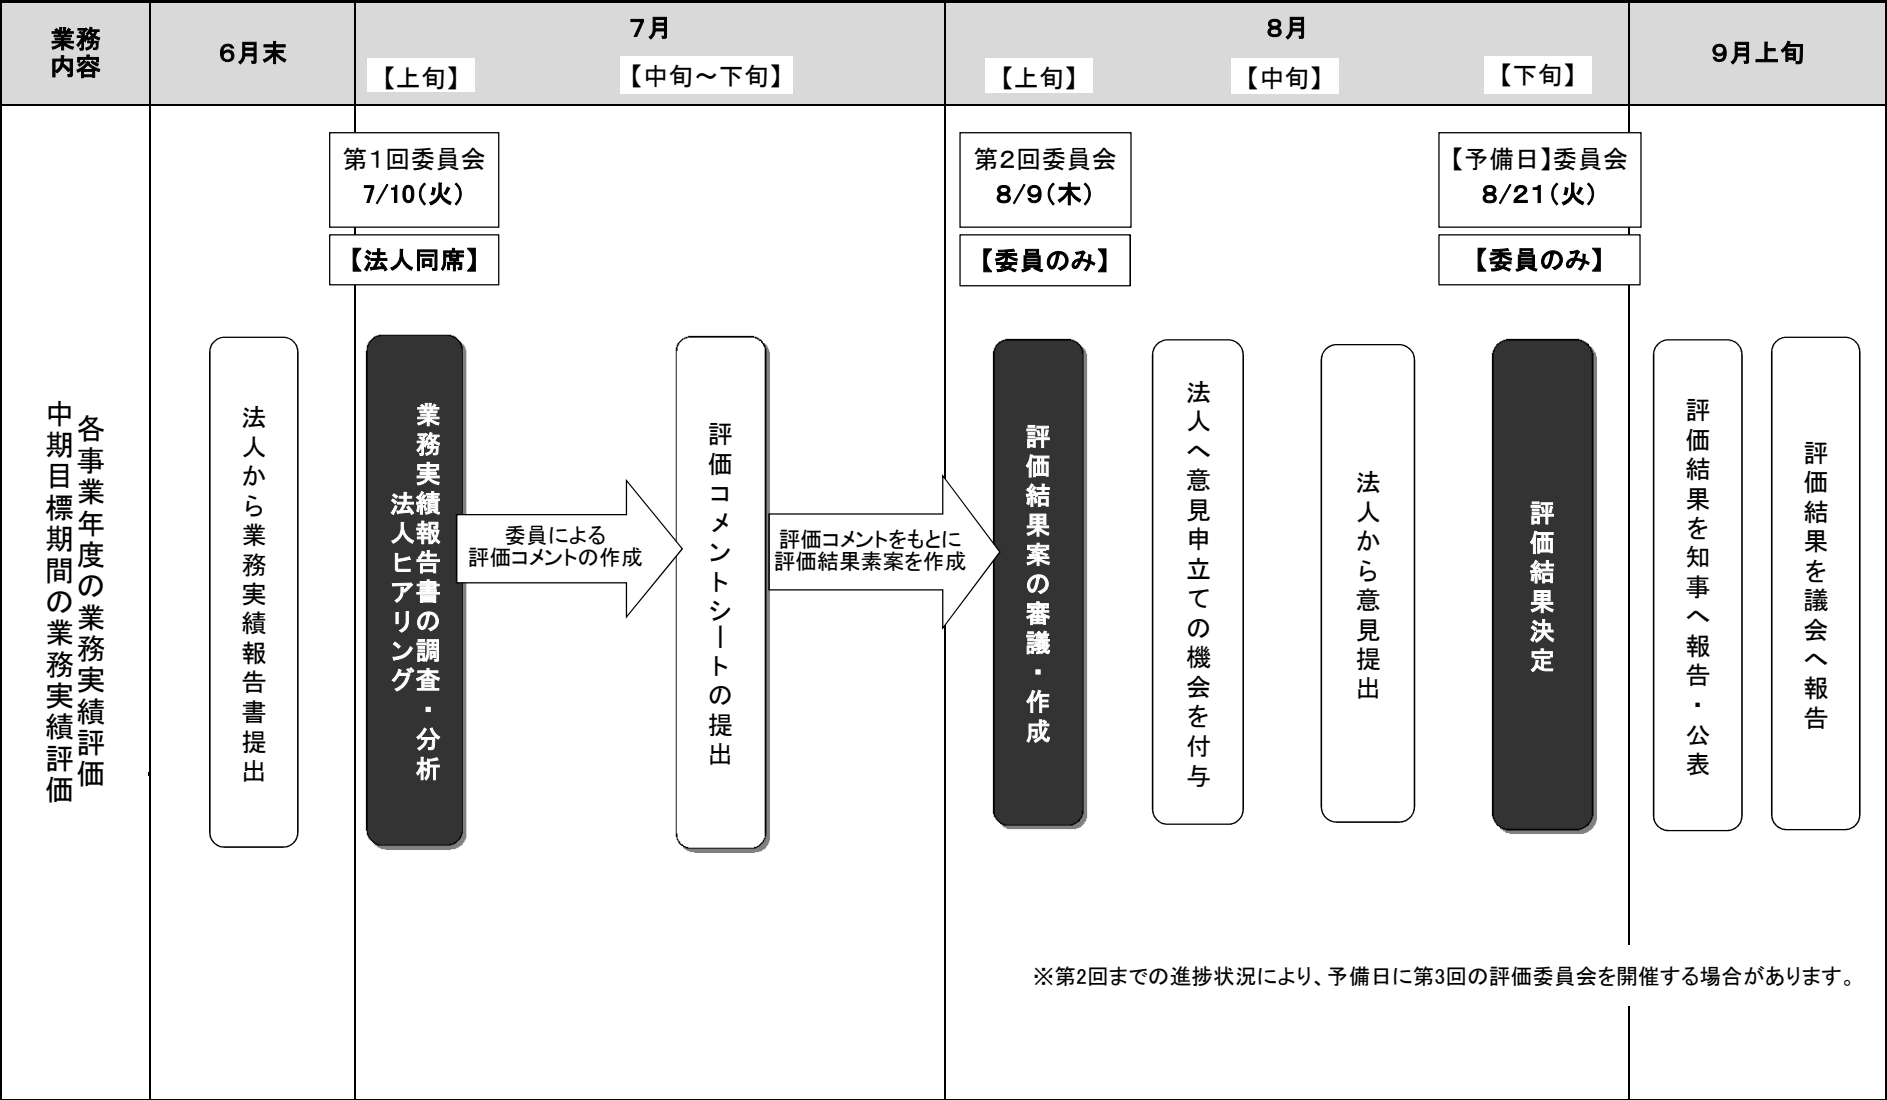 業務
内容
６月末
７月
【上旬】
【中旬～下旬】
８月
【上旬】
【中旬】
【下旬】
９月上旬
第１回委員会
7/10（火）
【法人同席】
第２回委員会
８/９（木）
【委員のみ】
【予備日】委員会
８/２１（火）
【委員のみ】
各事業年度の業務実績評価
中期目標期間の業務実績評価
法人から業務実績報告書提出
業務実績報告書の調査・分析
法人ヒアリング
委員による
評価コメントの作成
評価コメントシートの提出
評価コメントをもとに
評価結果素案を作成
評価結果案の審議・作成
法人へ意見申立ての機会を付与
法人から意見提出
評価結果決定
評価結果を知事へ報告・公表
評価結果を議会へ報告
※第2回までの進捗状況により、予備日に第3回の評価委員会を開催する場合があります。